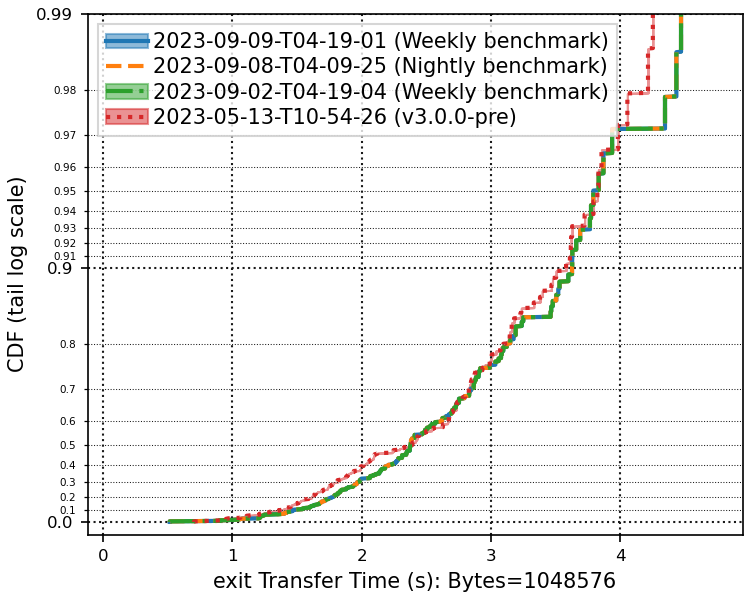 0.99
2023-09-09-T04-19-01 (Weekly benchmark)
2023-09-08-T04-09-25 (Nightly benchmark)
2023-09-02-T04-19-04 (Weekly benchmark)
2023-05-13-T10-54-26 (v3.0.0-pre)
0.98
0.97
0.96
0.95
0.94
0.93
0.92
0.91
0.9
0.8
0.7
0.6
0.5
0.4
0.3
0.2
0.1
0.0
CDF (tail log scale)
0 1 2 3 4
exit Transfer Time (s): Bytes=1048576